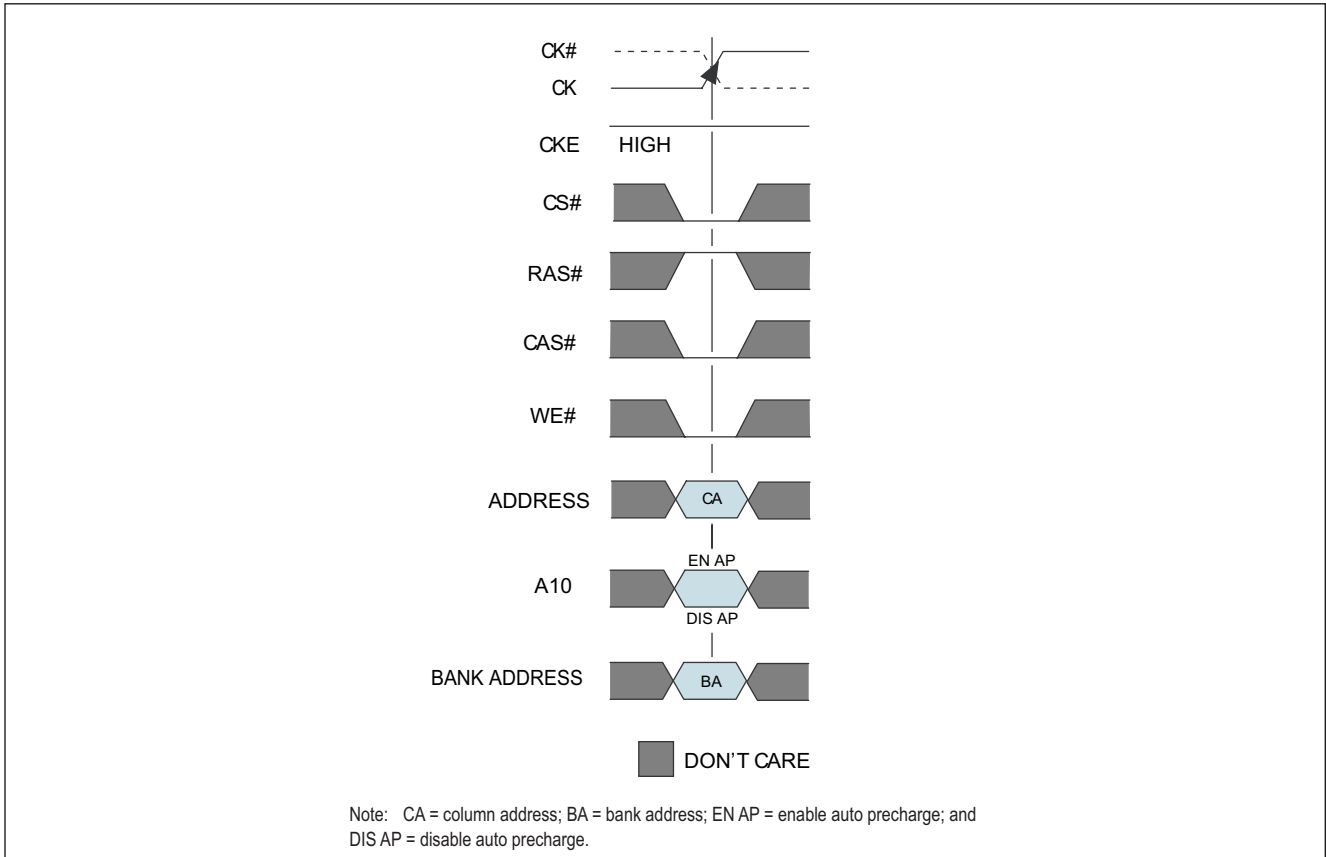 CK#
CK
CKE HIGH
CS#
RAS#
CAS#
WE#
ADDRESS CA
EN AP
A10
DIS AP
BANK ADDRESS BA
DON'T CARE
Note: CA = column address; BA = bank address; EN AP = enable auto precharge; and
DIS AP = disable auto precharge.